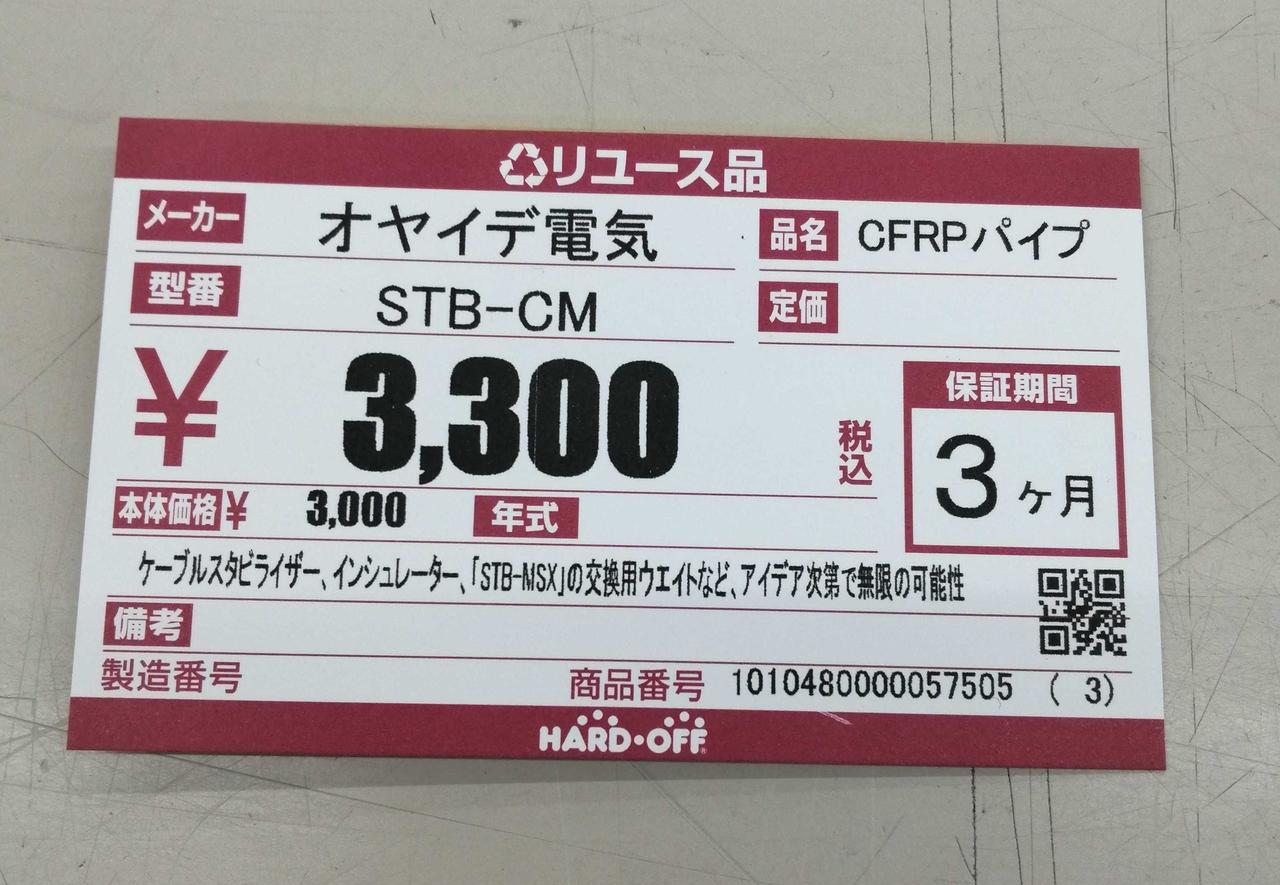 リユース品
メーカー オヤイデ電気 品名 CFRPパイプ
型番 STB-CM 定価
¥ 3,300 税込 保証期間 3ヶ月
本体価格¥ 3,000 年式
ケーブルスタビライザー、インシュレーター、「STB-MSX」の交換用ウエイトなど、アイデア次第で無限の可能性
備考
製造番号 商品番号 1010480000057505 ( 3)
HARD・OFF®